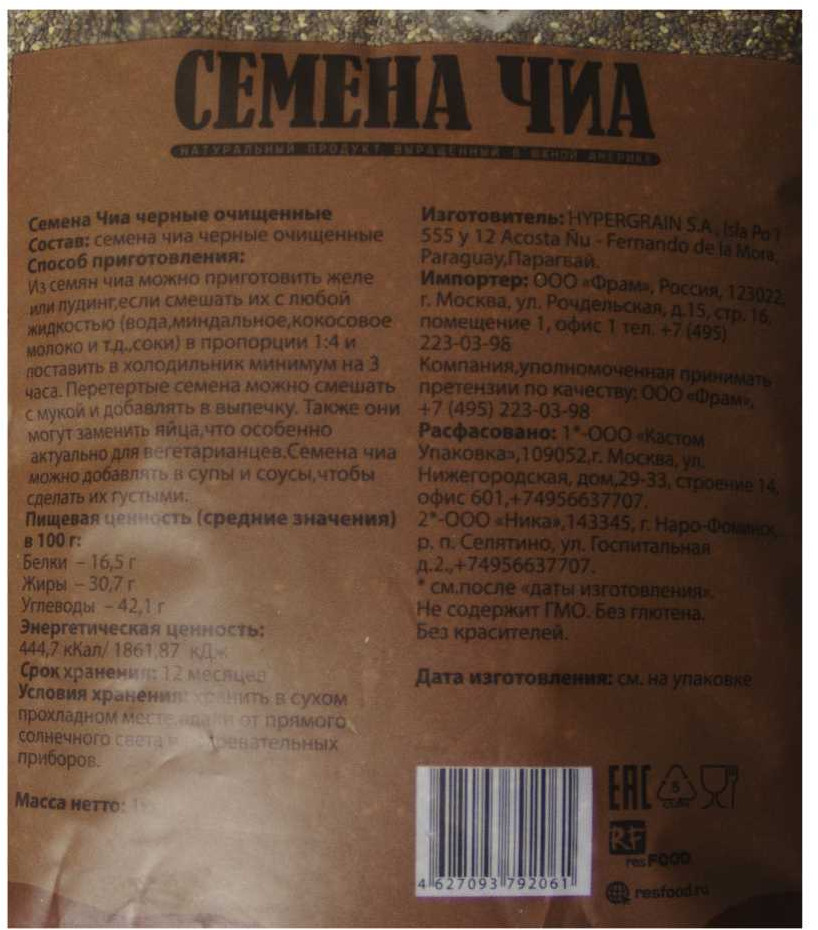 СЕМЕНА ЧИА
НАТУРАЛЬНЫЙ ПРОДУКТ ВЫРАЩЕННЫЙ В ЮЖНОЙ АМЕРИКЕ
Семена Чиа черные очищенные
Состав: семена чиа черные очищенные
Способ приготовления:
Из семян чиа можно приготовить желе
или пудинг,если смешать их с любой
жидкостью (вода,миндальное,кокосовое
молоко и т.д.,соки) в пропорции 1:4 и
поставить в холодильник минимум на 3
часа. Перетертые семена можно смешать
с мукой и добавлять в выпечку. Также они
могут заменить яйца,что особенно
актуально для вегетарианцев.Семена чиа
можно добавлять в супы и соусы,чтобы
сделать их густыми.
Пищевая ценность (средние значения)
в 100 г:
Белки – 16,5 г
Жиры – 30,7 г
Углеводы – 42,1 г
Энергетическая ценность:
444,7 кКал/ 1861,87 кДж
Срок хранения: 12 месяцев
Условия хранения: хранить в сухом
прохладном месте вдали от прямого
солнечного света и
приборов.
Масса нетто:
Изготовитель: HYPERGRAIN S.A., Isla Po'i
555 y 12 Acosta Ñu - Fernando de la Mora,
Paraguay,Парагвай.
Импортер: ООО «Фрам», Россия, 123022,
г. Москва, ул. Рочдельская, д.15, стр. 16,
помещение 1, офис 1 тел. +7 (495)
223-03-98
Компания,уполномоченная принимать
претензии по качеству: ООО «Фрам»,
+7 (495) 223-03-98
Расфасовано: 1*-ООО «Кастом
Упаковка»,109052,г. Москва, ул.
Нижегородская, дом,29-33, строение 14,
офис 601,+74956637707.
2*-ООО «Ника»,143345, г. Наро-Фоминск,
р. п. Селятино, ул. Госпитальная
д.2.,+74956637707.
* см.после «даты изготовления».
Не содержит ГМО. Без глютена.
Без красителей.
Дата изготовления: см. на упаковке
4 627093 792061
ЕАС
5
RF
resFOOD
resfood.ru